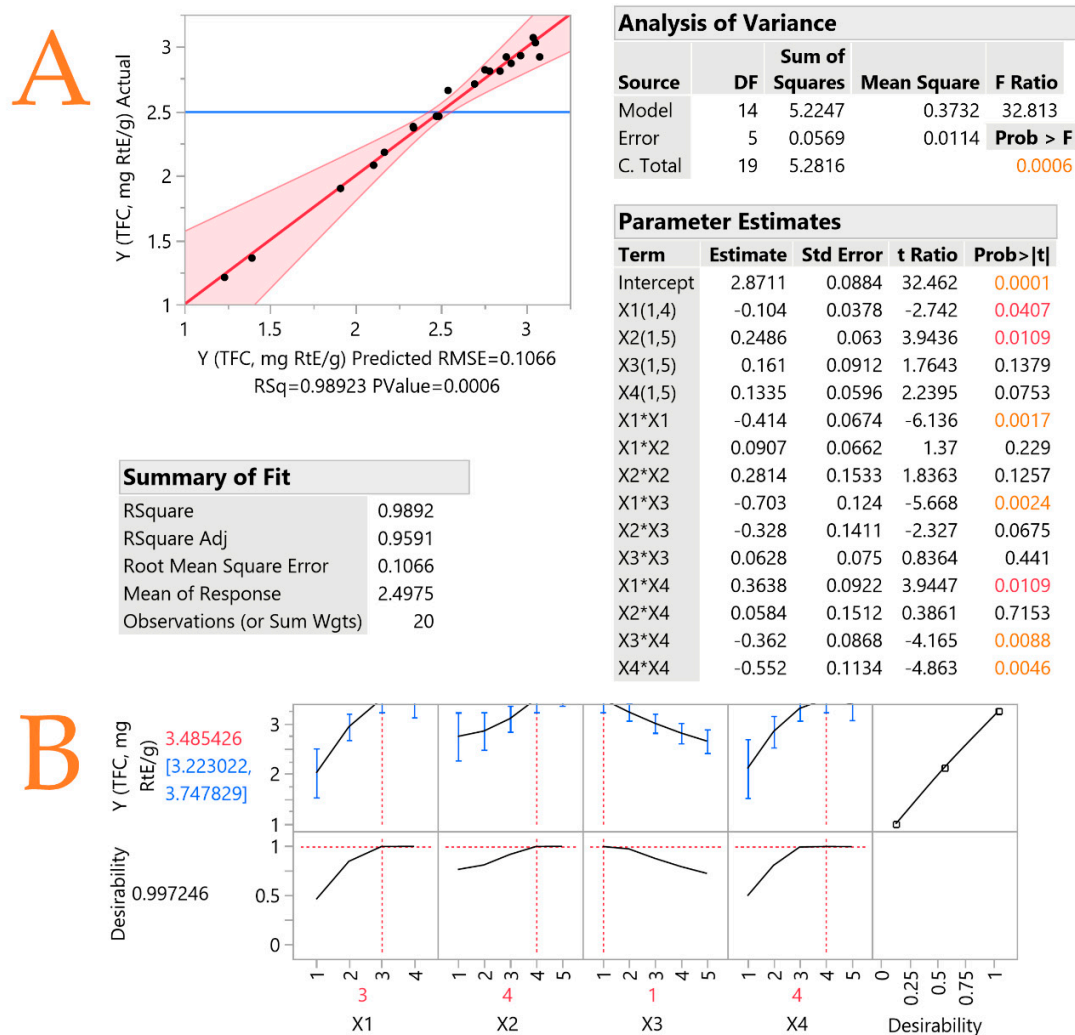 A
Y (TFC, mg RtE/g) Actual
3
2.5
2
1.5
1
1 1.5 2 2.5 3
Y (TFC, mg RtE/g) Predicted RMSE=0.1066
RSq=0.98923 PValue=0.0006
Summary of Fit
RSquare 0.9892
RSquare Adj 0.9591
Root Mean Square Error 0.1066
Mean of Response 2.4975
Observations (or Sum Wgts) 20
Analysis of Variance
Sum of
Source DF Squares Mean Square F Ratio
Model 14 5.2247 0.3732 32.813
Error 5 0.0569 0.0114 Prob > F
C. Total 19 5.2816 0.0006
Parameter Estimates
Term Estimate Std Error t Ratio Prob>|t|
Intercept 2.8711 0.0884 32.462 0.0001
X1(1,4) -0.104 0.0378 -2.742 0.0407
X2(1,5) 0.2486 0.063 3.9436 0.0109
X3(1,5) 0.161 0.0912 1.7643 0.1379
X4(1,5) 0.1335 0.0596 2.2395 0.0753
X1*X1 -0.414 0.0674 -6.136 0.0017
X1*X2 0.0907 0.0662 1.37 0.229
X2*X2 0.2814 0.1533 1.8363 0.1257
X1*X3 -0.703 0.124 -5.668 0.0024
X2*X3 -0.328 0.1411 -2.327 0.0675
X3*X3 0.0628 0.075 0.8364 0.441
X1*X4 0.3638 0.0922 3.9447 0.0109
X2*X4 0.0584 0.1512 0.3861 0.7153
X3*X4 -0.362 0.0868 -4.165 0.0088
X4*X4 -0.552 0.1134 -4.863 0.0046
B
Y (TFC, mg
RtE/g)
3.485426
[3.223022,
3.747829]
3
2
1
Desirability
0.997246
1
0.5
0
1 2 3 4 1 2 3 4 5 1 2 3 4 5 1 2 3 4 5 0 0.25 0.5 0.75 1
3 4 1 4
X1 X2 X3 X4 Desirability